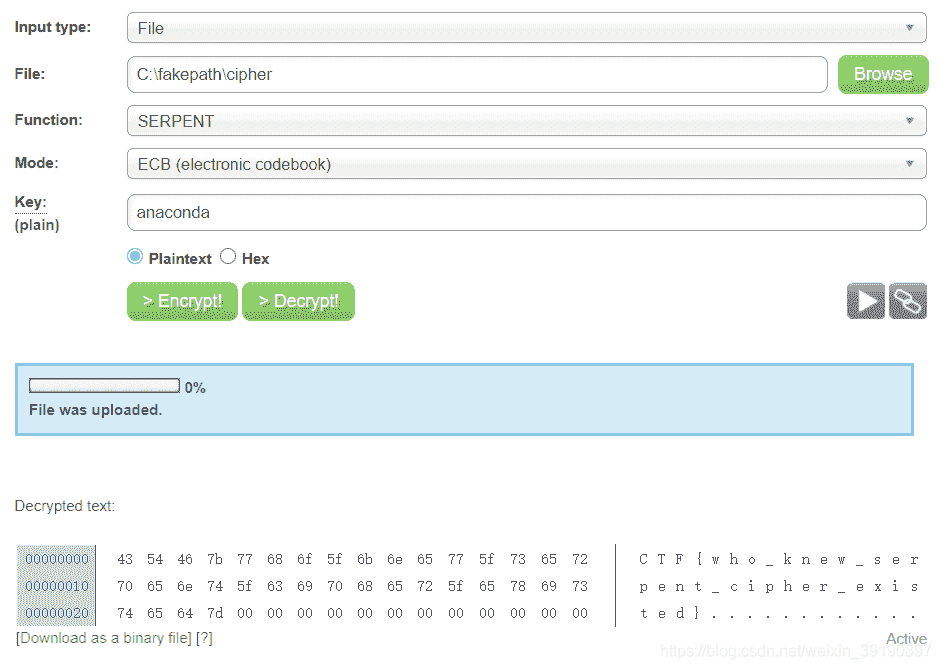 Input type: File
File: C:\fakepath\cipher Browse
Function: SERPENT
Mode: ECB (electronic codebook)
Key: anaconda
(plain)
Plaintext Hex
> Encrypt! > Decrypt!
0%
File was uploaded.
Decrypted text:
00000000 43 54 46 7b 77 68 6f 5f 6b 6e 65 77 5f 73 65 72 C T F { w h o _ k n e w _ s e r
00000010 70 65 6e 74 5f 63 69 70 68 65 72 5f 65 78 69 73 p e n t _ c i p h e r _ e x i s
00000020 74 65 64 7d 00 00 00 00 00 00 00 00 00 00 00 00 t e d } . . . . . . . . . . . .
[Download as a binary file] [?] Active
https://blog.csdn.net/weixin_39190897